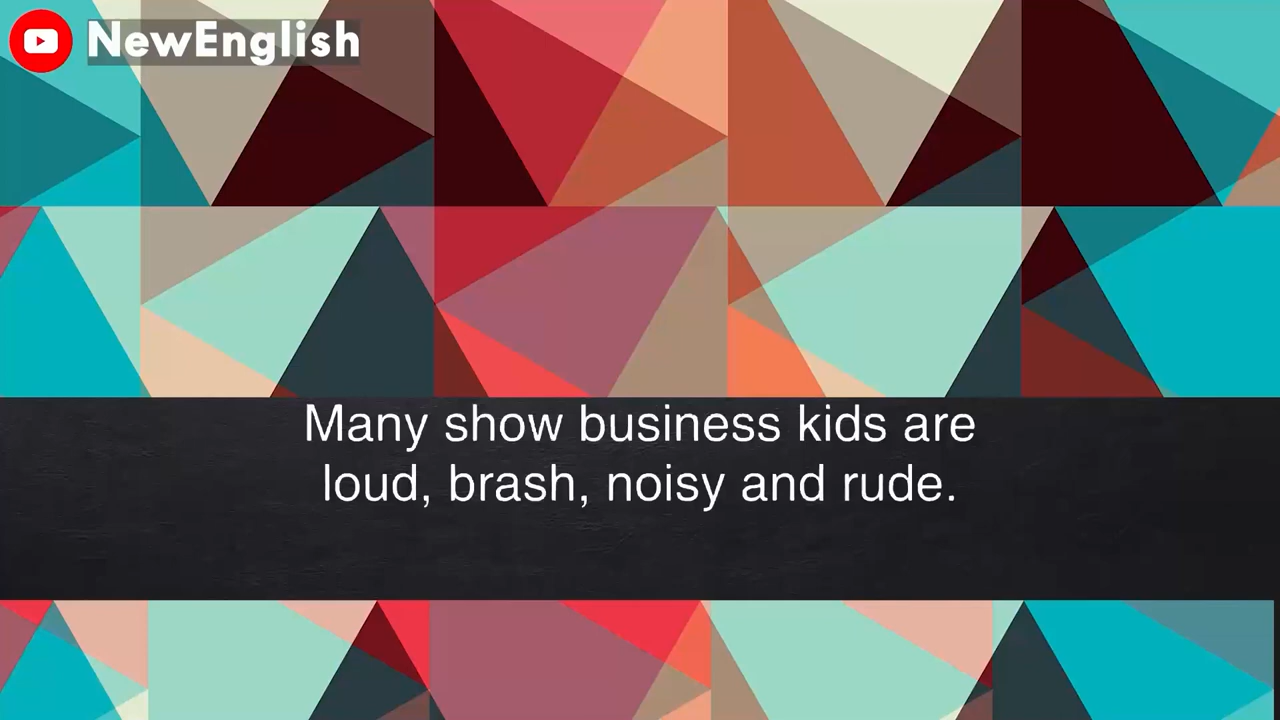 NewEnglish
Many show business kids are
loud, brash, noisy and rude.